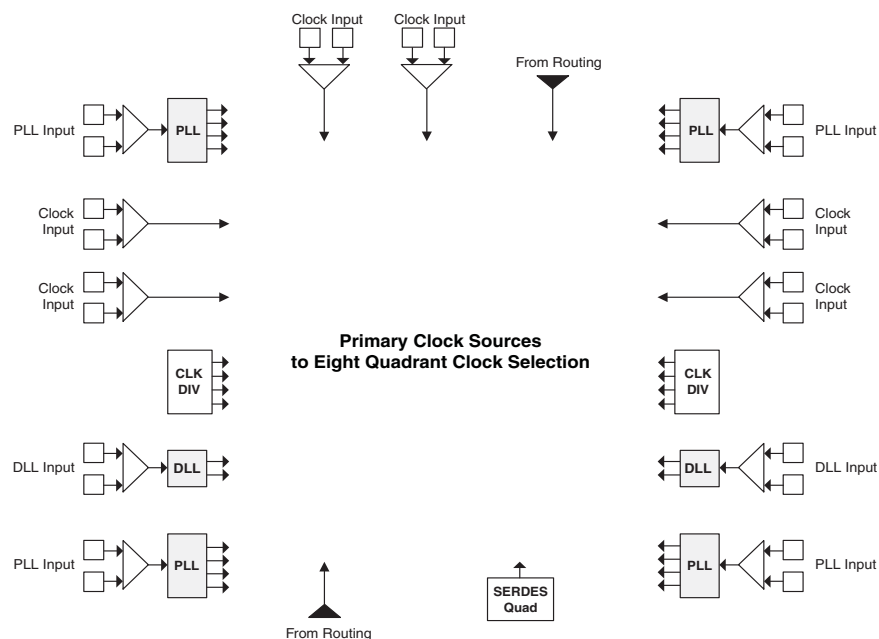 Clock Input
Clock Input
From Routing
PLL Input
PLL
PLL
PLL Input
Clock
Input
Clock
Input
Clock
Input
Clock
Input
Primary Clock Sources
to Eight Quadrant Clock Selection
CLK
DIV
CLK
DIV
DLL Input
DLL
DLL
DLL Input
PLL Input
PLL
PLL
PLL Input
SERDES
Quad
From Routing